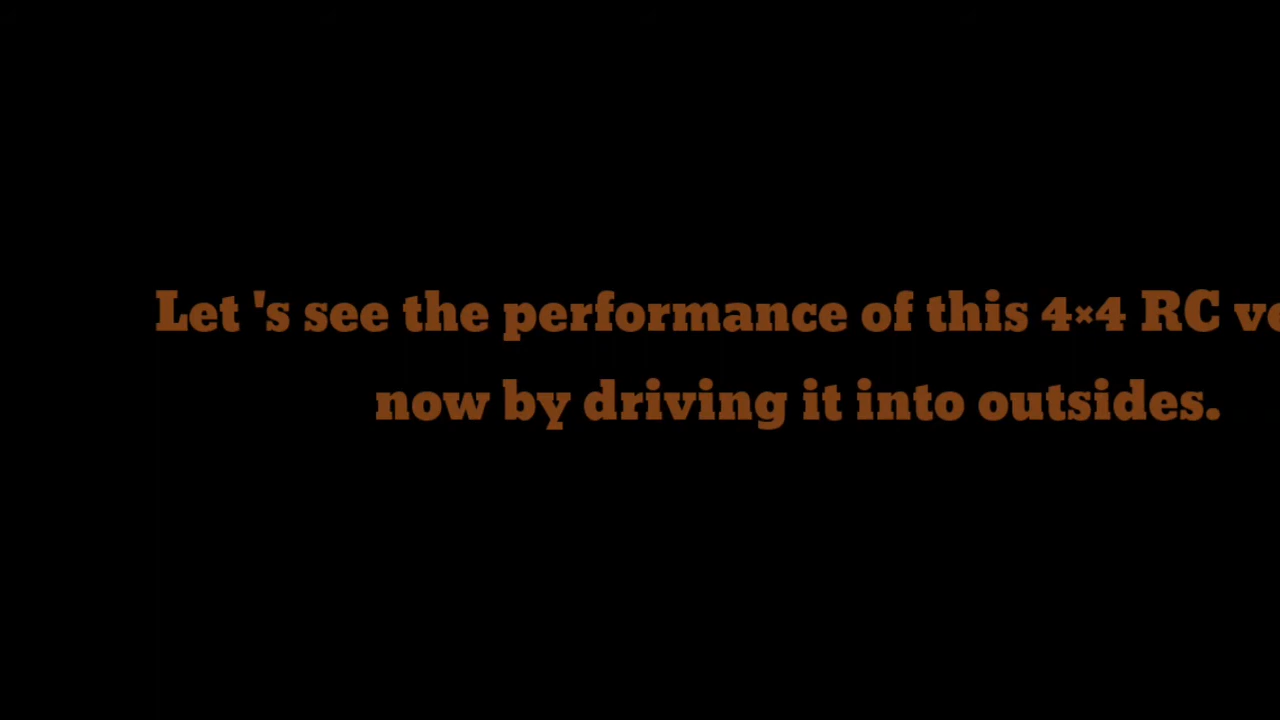 Let 's see the performance of this 4×4 RC
now by driving it into outsides.